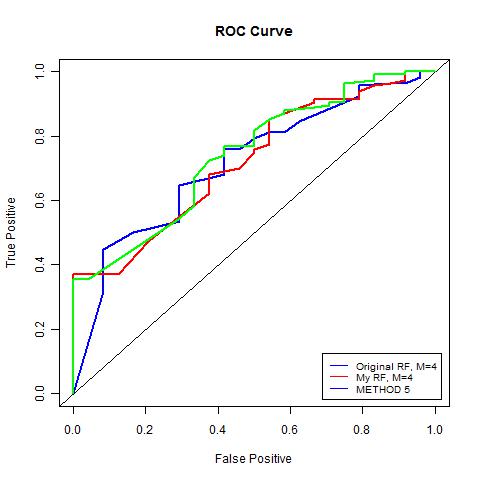 ROC Curve
True Positive
1.0
0.8
0.6
0.4
0.2
0.0
0.0 0.2 0.4 0.6 0.8 1.0
False Positive
Original RF, M=4
My RF, M=4
METHOD 5